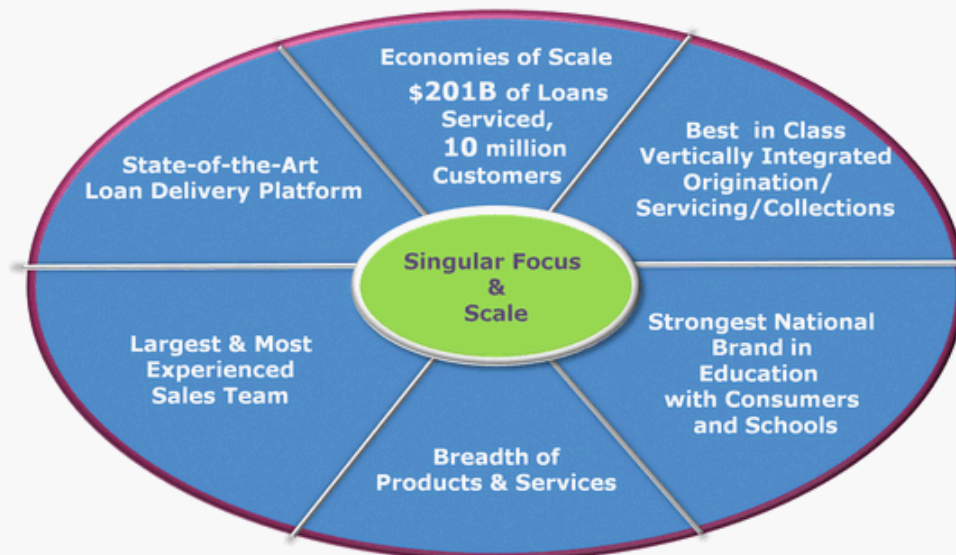 Economies of Scale
$201B of Loans
Serviced,
10 million
Customers
Best in Class
Vertically Integrated
Origination/
Servicing/Collections
Strongest National
Brand in
Education
with Consumers
and Schools
Breadth of
Products & Services
Largest & Most
Experienced
Sales Team
State-of-the-Art
Loan Delivery Platform
Singular Focus
&
Scale